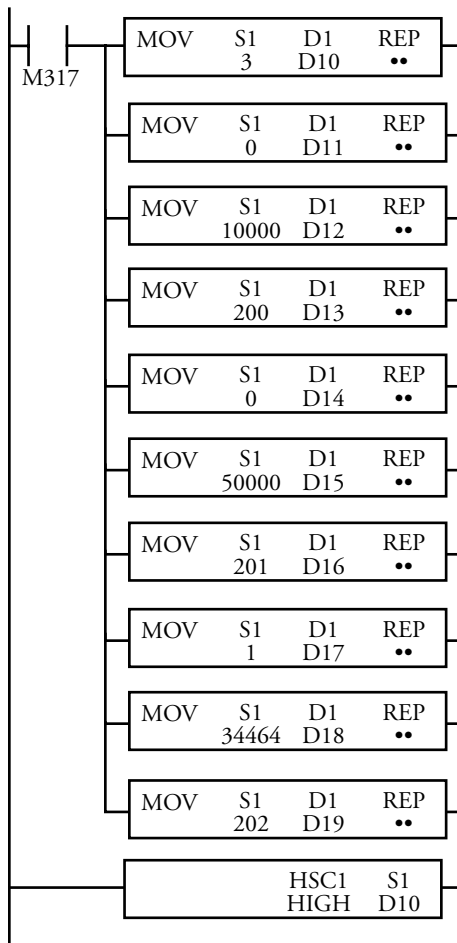 MOV S1 D1 REP
3 D10 ••
M317
MOV S1 D1 REP
0 D11 ••
MOV S1 D1 REP
10000 D12 ••
MOV S1 D1 REP
200 D13 ••
MOV S1 D1 REP
0 D14 ••
MOV S1 D1 REP
50000 D15 ••
MOV S1 D1 REP
201 D16 ••
MOV S1 D1 REP
1 D17 ••
MOV S1 D1 REP
34464 D18 ••
MOV S1 D1 REP
202 D19 ••
HSC1 S1
HIGH D10